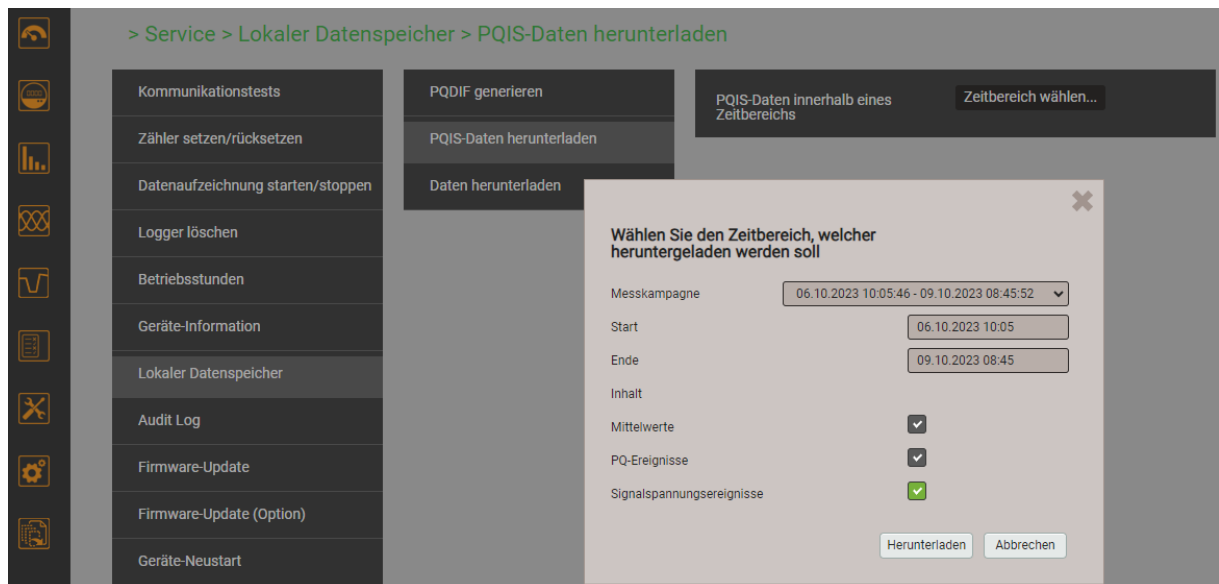 > Service > Lokaler Datenspeicher > PQIS-Daten herunterladen
Kommunikationstests
Zähler setzen/rücksetzen
Datenaufzeichnung starten/stoppen
Logger löschen
Betriebsstunden
Geräte-Information
Lokaler Datenspeicher
Audit Log
Firmware-Update
Firmware-Update (Option)
Geräte-Neustart
PQDIF generieren
PQIS-Daten herunterladen
Daten herunterladen
PQIS-Daten innerhalb eines
Zeitbereichs
Zeitbereich wählen...
Wählen Sie den Zeitbereich, welcher
heruntergeladen werden soll
Messkampagne 06.10.2023 10:05:46 - 09.10.2023 08:45:52
Start 06.10.2023 10:05
Ende 09.10.2023 08:45
Inhalt
Mittelwerte
PQ-Ereignisse
Signalspannungsereignisse
Herunterladen Abbrechen